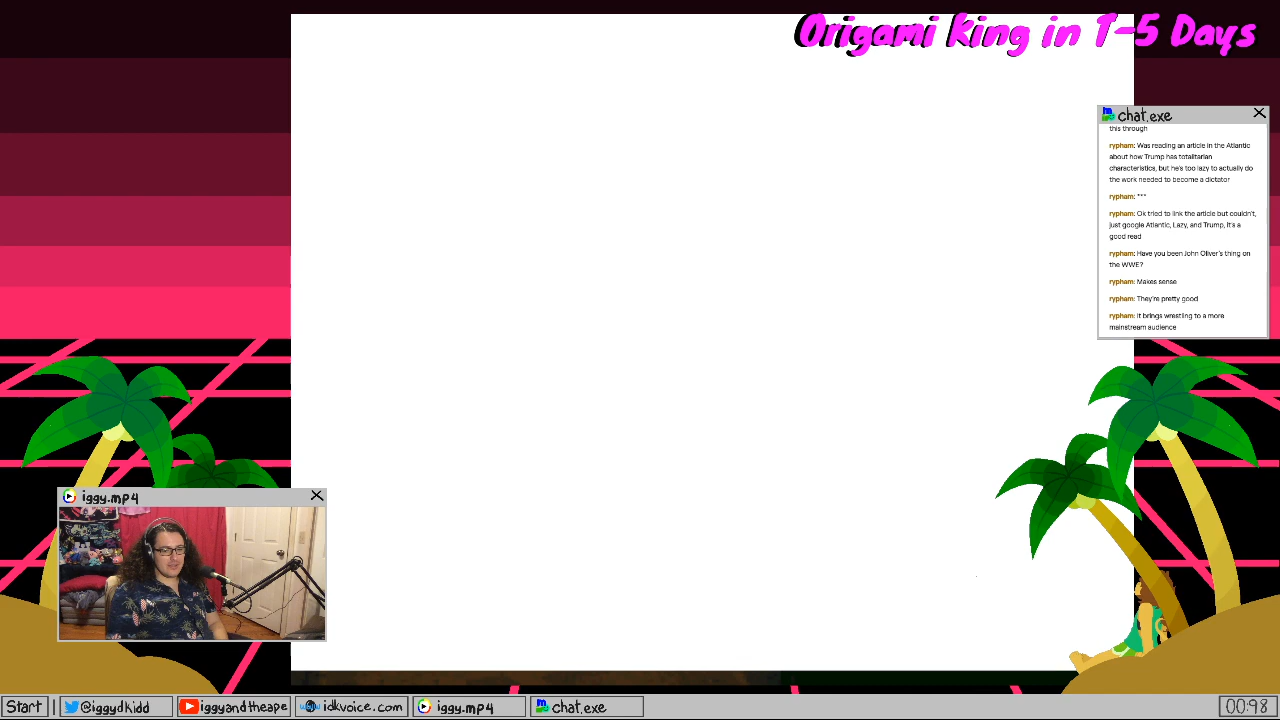 Origami King in T-5 Days
chat.exe
this through
rypham: Was reading an article in the Atlantic
about how Trump has totalitarian
characteristics, but he's too lazy to actually do
the work needed to become a dictator
rypham: ***
rypham: Ok tried to link the article but couldn't,
just google Atlantic, Lazy, and Trump, it's a
good read
rypham: Have you been John Oliver's thing on
the WWE?
rypham: Makes sense
rypham: They're pretty good
rypham: It brings wrestling to a more
mainstream audience
iggy.mp4
Start | @iggydkidd iggyandtheape www idkvoice.com iggy.mp4 chat.exe 00:98